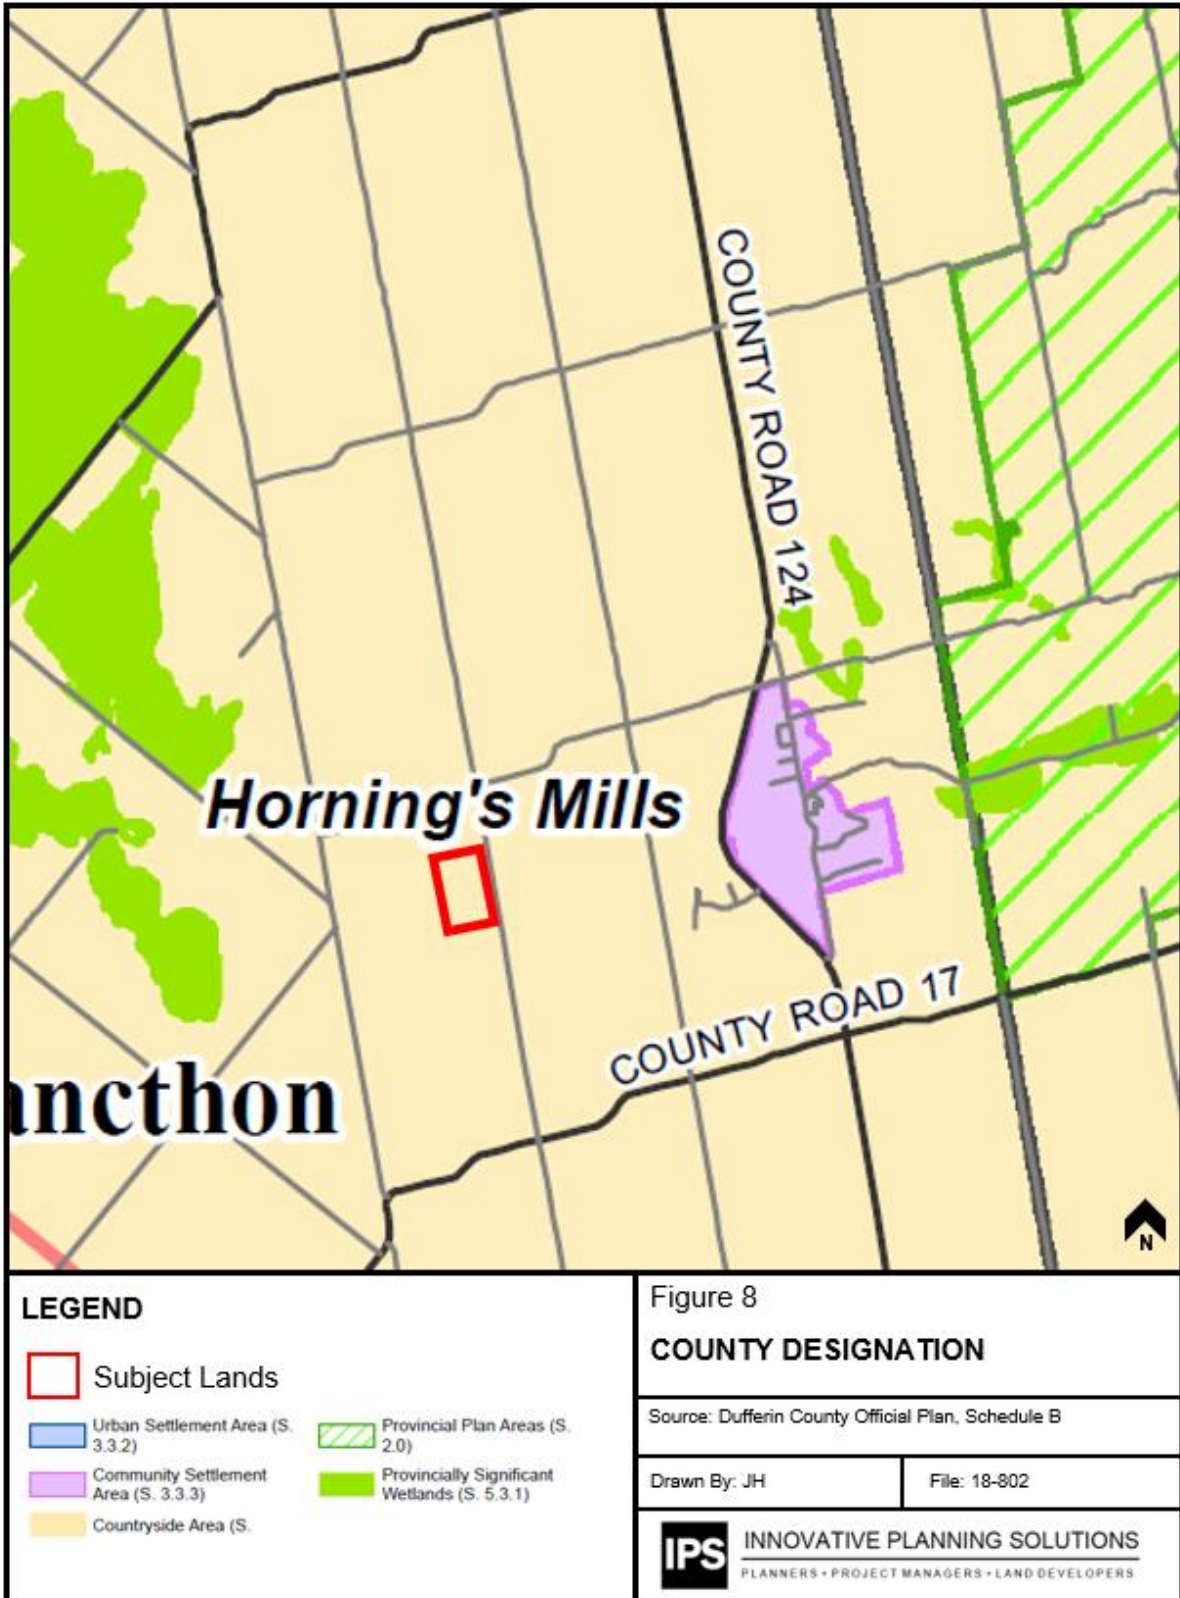 COUNTY ROAD 124
Horning's Mills
COUNTY ROAD 17
ncthon
N
LEGEND
Subject Lands
Urban Settlement Area (S.
3.3.2)
Community Settlement
Area (S. 3.3.3)
Countryside Area (S.
Provincial Plan Areas (S.
2.0)
Provincially Significant
Wetlands (S. 5.3.1)
Figure 8
COUNTY DESIGNATION
Source: Dufferin County Official Plan, Schedule B
Drawn By: JH
File: 18-802
IPS
INNOVATIVE PLANNING SOLUTIONS
PLANNERS • PROJECT MANAGERS • LAND DEVELOPERS